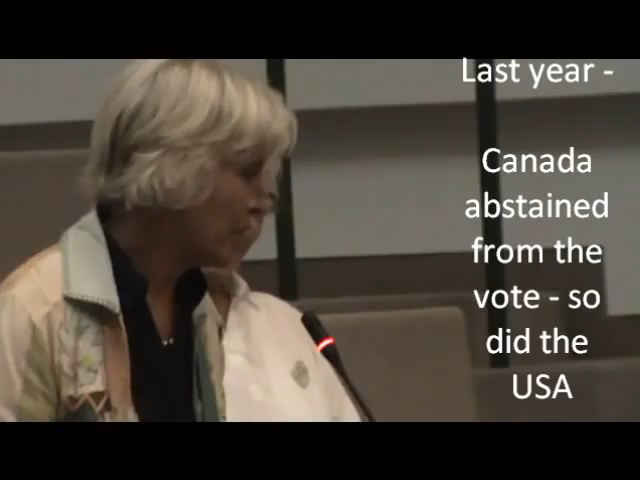 Last year -
Canada
abstained
from the
vote - so
did the
USA